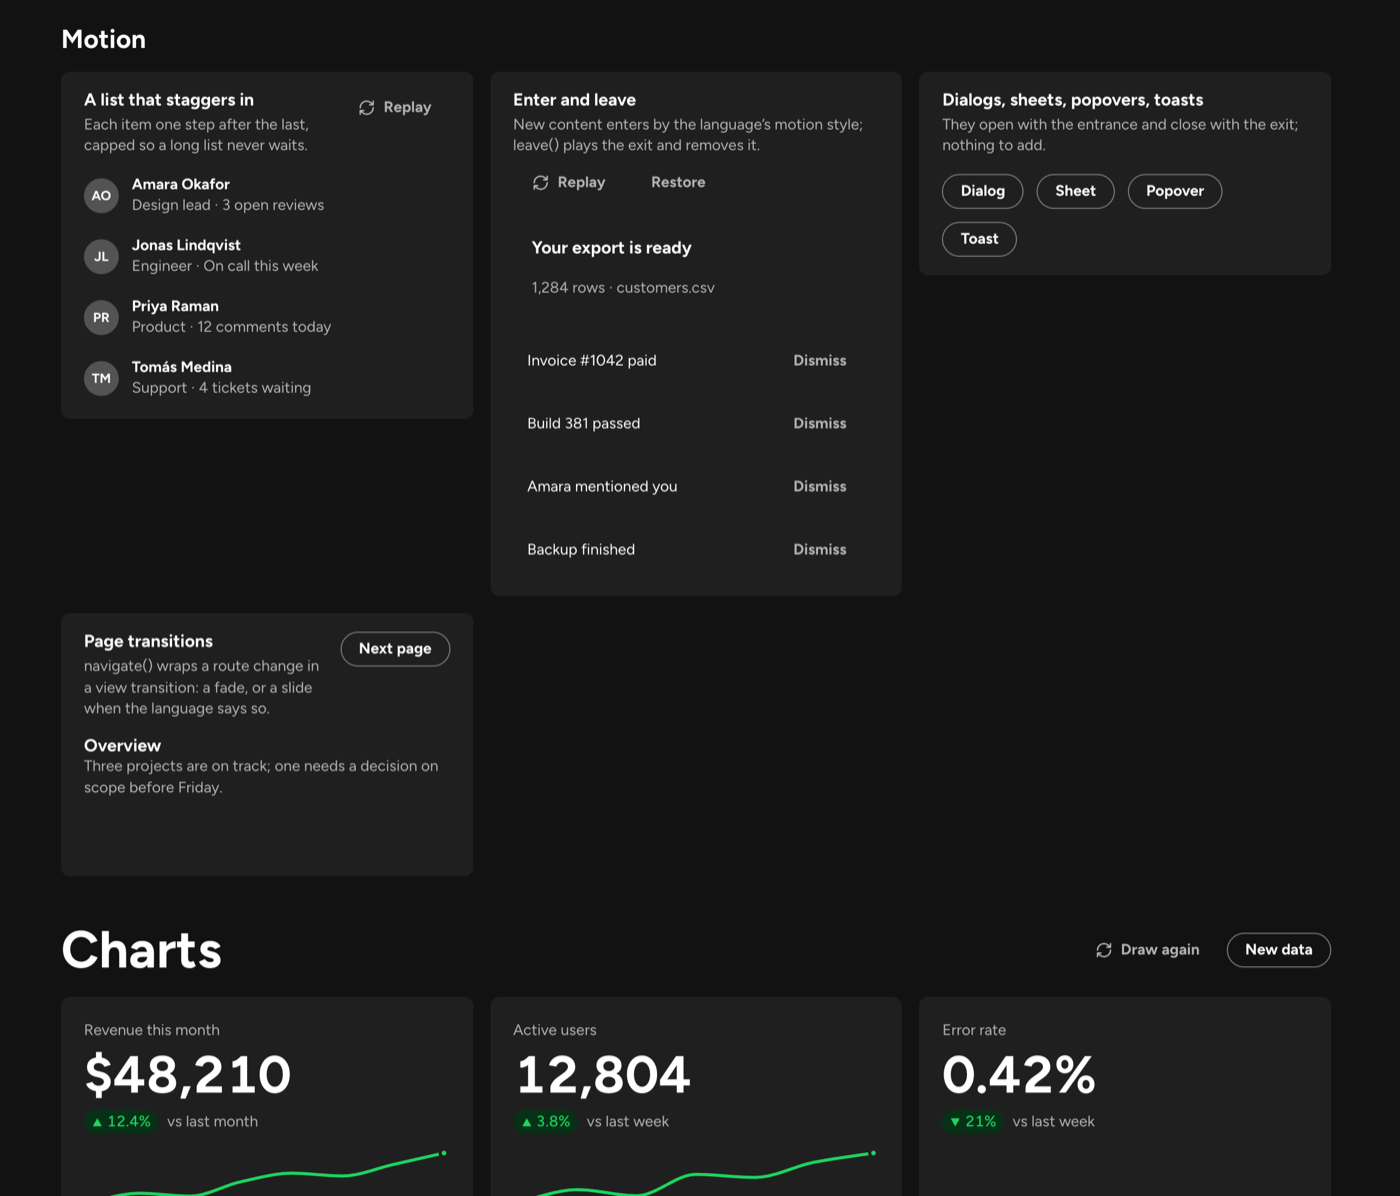 Motion
A list that staggers in
Replay
Each item one step after the last,
capped so a long list never waits.
AO
Amara Okafor
Design lead · 3 open reviews
JL
Jonas Lindqvist
Engineer · On call this week
PR
Priya Raman
Product · 12 comments today
TM
Tomás Medina
Support · 4 tickets waiting
Enter and leave
New content enters by the language’s motion style;
leave() plays the exit and removes it.
Replay
Restore
Your export is ready
1,284 rows · customers.csv
Invoice #1042 paid
Dismiss
Build 381 passed
Dismiss
Amara mentioned you
Dismiss
Backup finished
Dismiss
Dialogs, sheets, popovers, toasts
They open with the entrance and close with the exit;
nothing to add.
Dialog
Sheet
Popover
Toast
Page transitions
Next page
navigate() wraps a route change in
a view transition: a fade, or a slide
when the language says so.
Overview
Three projects are on track; one needs a decision on
scope before Friday.
Charts
Draw again
New data
Revenue this month
$48,210
▲ 12.4% vs last month
Active users
12,804
▲ 3.8% vs last week
Error rate
0.42%
▼ 21% vs last week